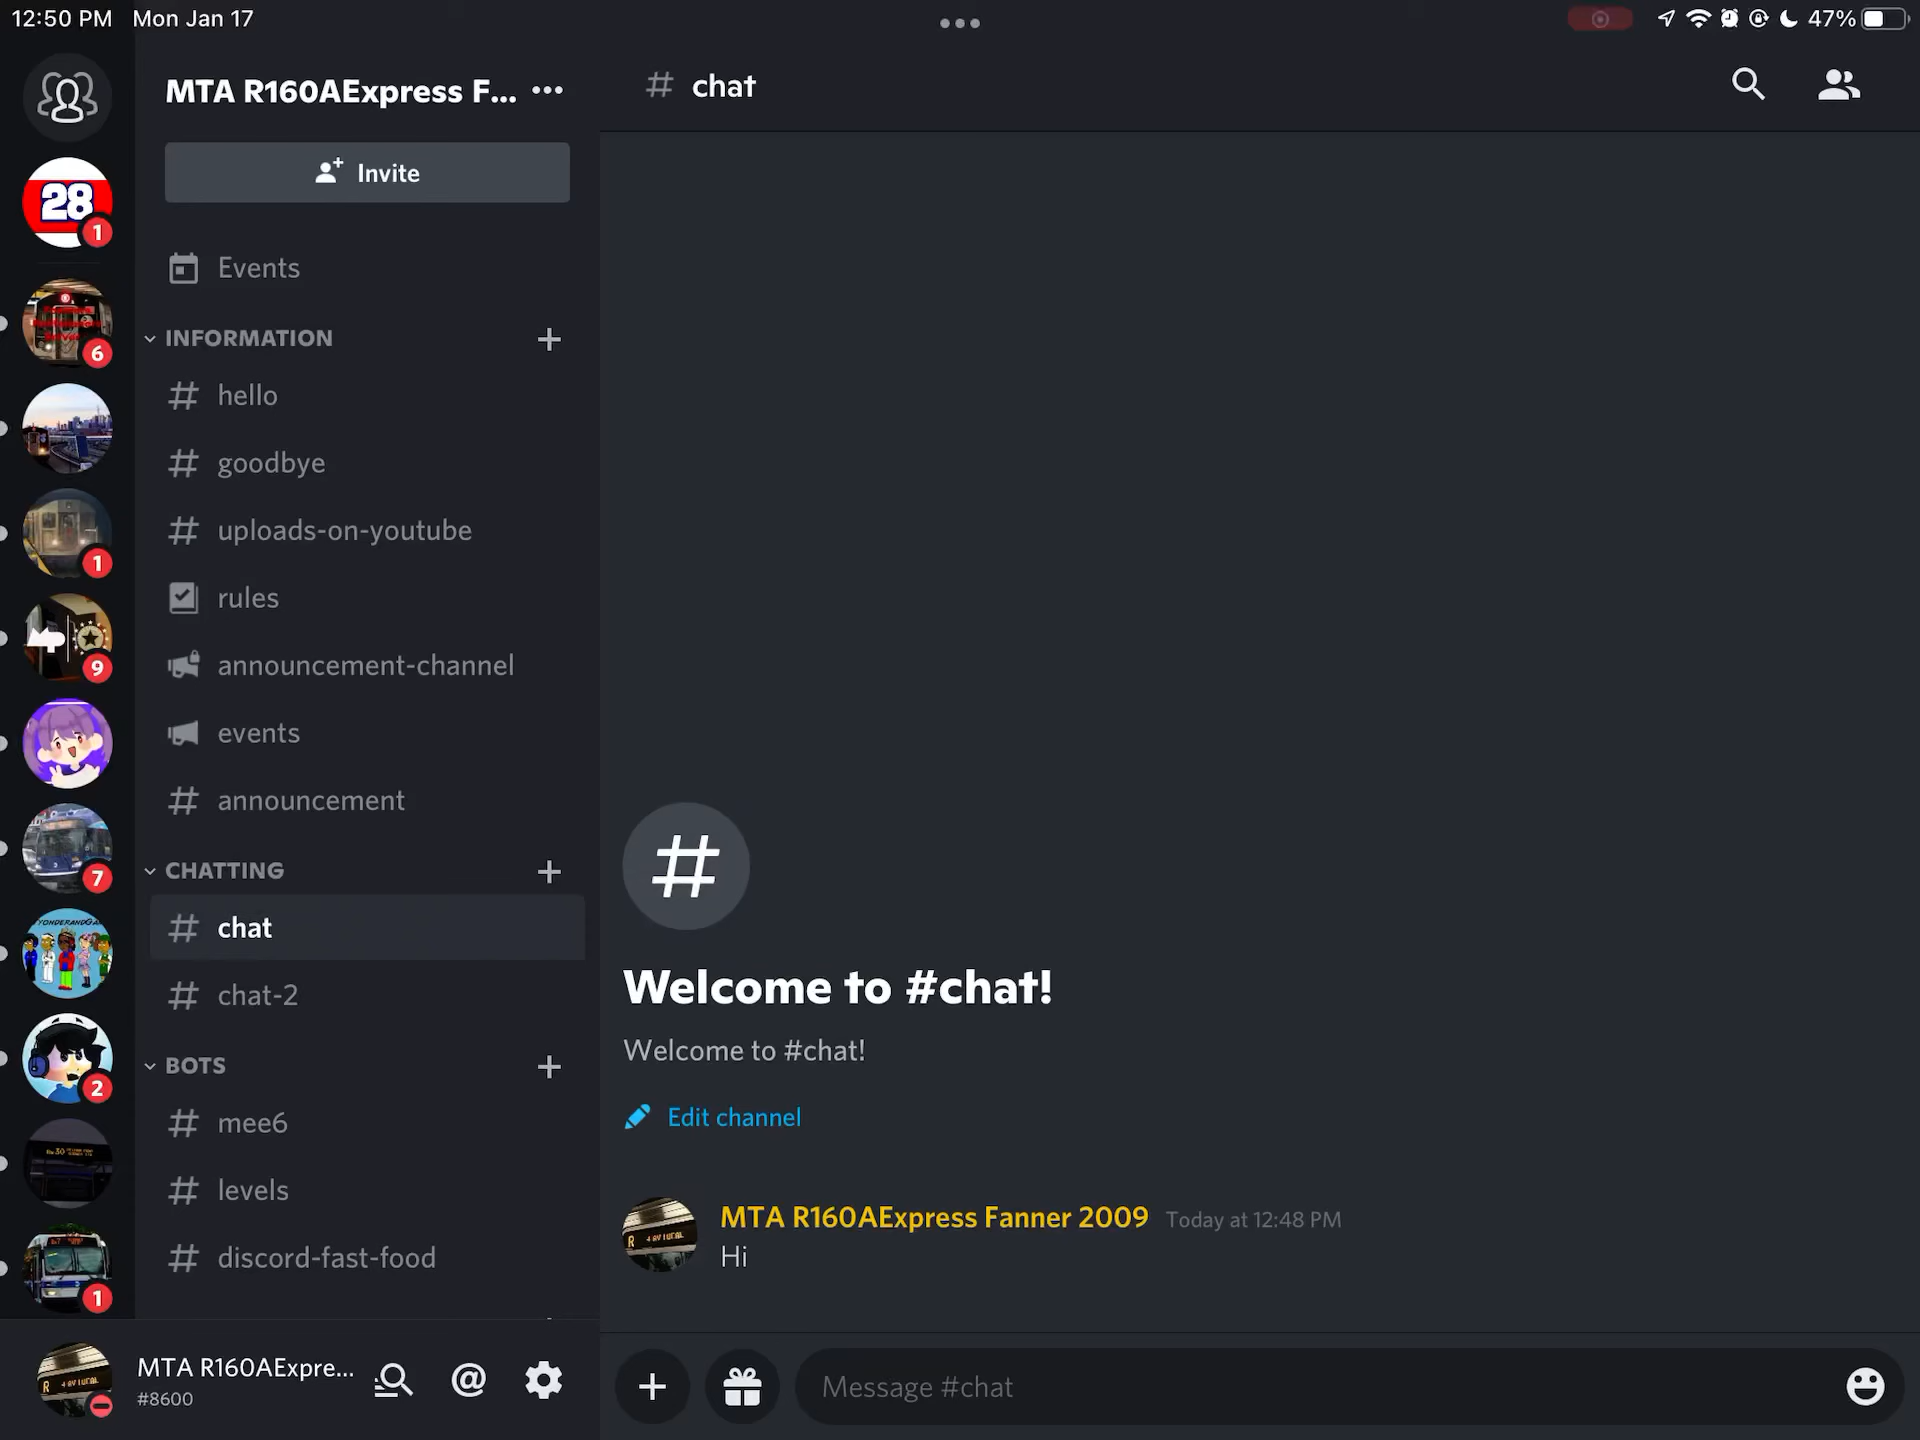 12:50 PM Mon Jan 17
47%
MTA R160AExpress F...
# chat
Invite
28
1
Events
INFORMATION
6
hello
goodbye
uploads-on-youtube
1
rules
9
announcement-channel
events
announcement
7
CHATTING
chat
chat-2
2
BOTS
mee6
levels
discord-fast-food
1
Welcome to #chat!
Welcome to #chat!
Edit channel
MTA R160AExpress Fanner 2009 Today at 12:48 PM
Hi
MTA R160AExpre...
#8600
Message #chat